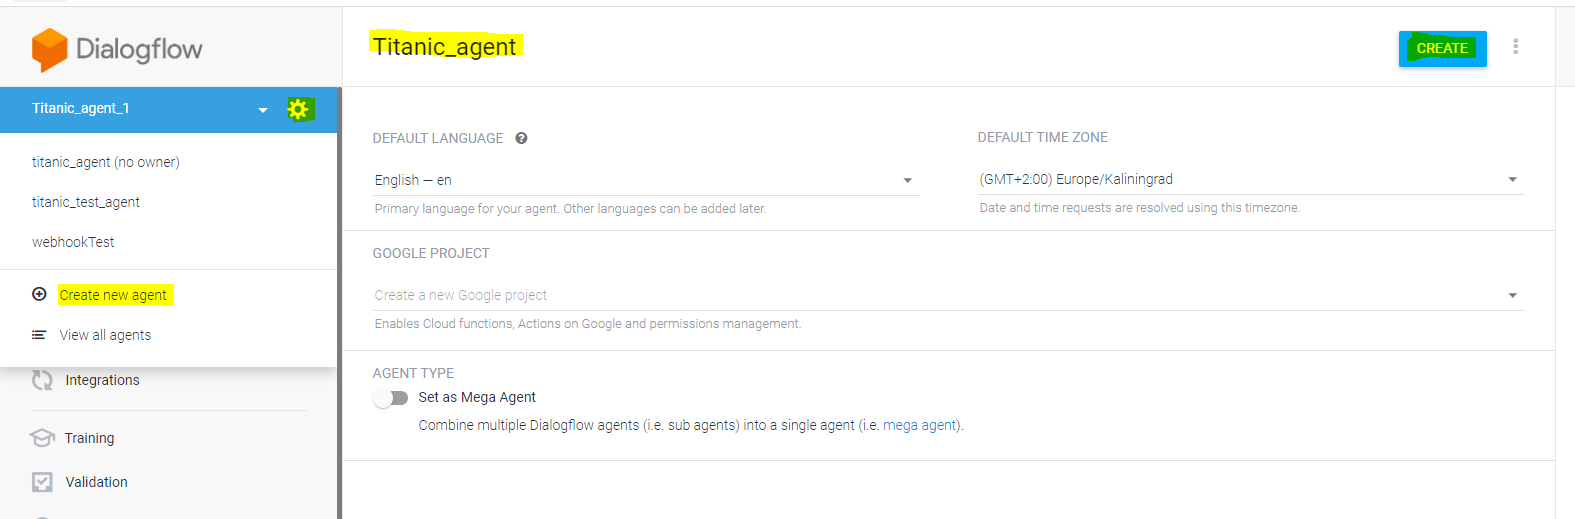 Dialogflow
Titanic_agent_1
titanic_agent (no owner)
titanic_test_agent
webhookTest
Create new agent
View all agents
Integrations
Training
Validation
Titanic_agent
CREATE
DEFAULT LANGUAGE
English — en
Primary language for your agent. Other languages can be added later.
DEFAULT TIME ZONE
(GMT+2:00) Europe/Kaliningrad
Date and time requests are resolved using this timezone.
GOOGLE PROJECT
Create a new Google project
Enables Cloud functions, Actions on Google and permissions management.
AGENT TYPE
Set as Mega Agent
Combine multiple Dialogflow agents (i.e. sub agents) into a single agent (i.e. mega agent).